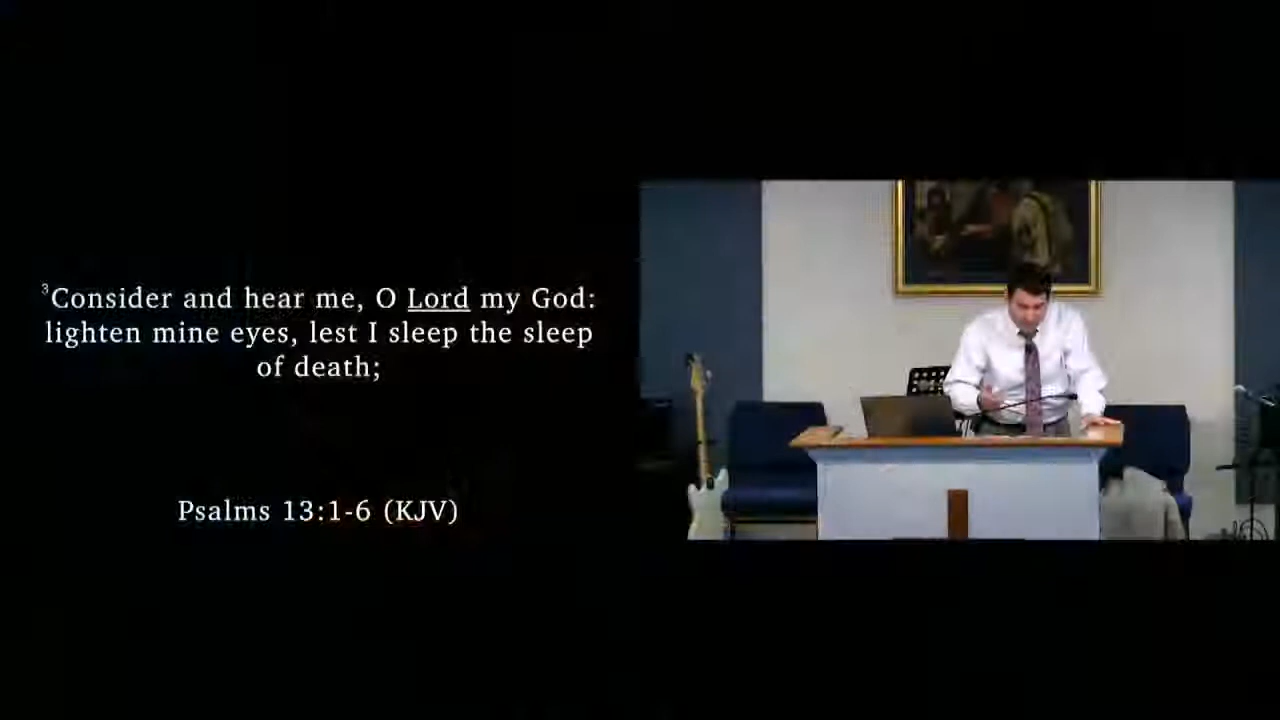 ³Consider and hear me, O Lord my God:
lighten mine eyes, lest I sleep the sleep
of death;
Psalms 13:1-6 (KJV)